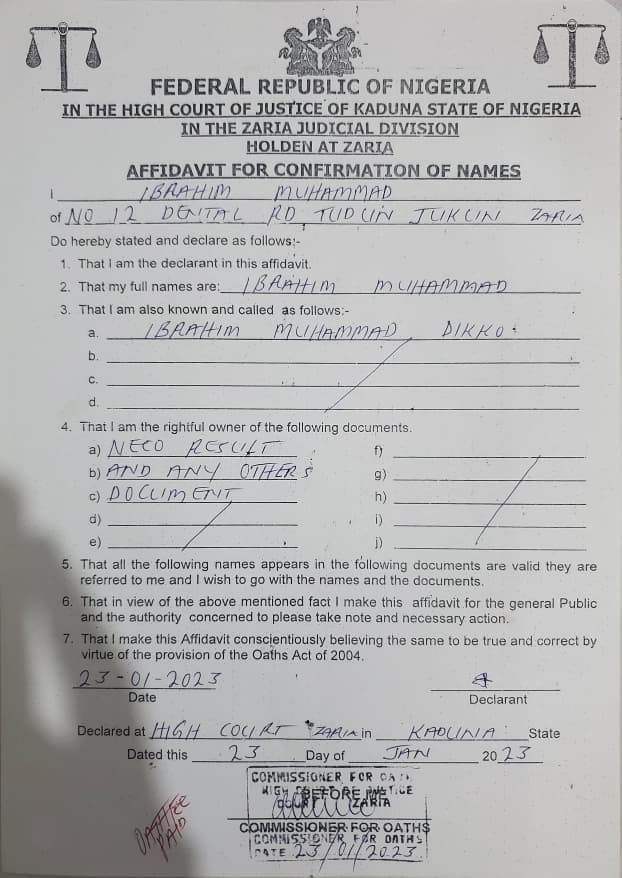 FEDERAL REPUBLIC OF NIGERIA
IN THE HIGH COURT OF JUSTICE OF KADUNA STATE OF NIGERIA
IN THE ZARIA JUDICIAL DIVISION
HOLDEN AT ZARIA
AFFIDAVIT FOR CONFIRMATION OF NAMES
I IBRAHIM MUHAMMAD
of NO 12 DENTAL RD TUDUN JUKUN ZARIA
Do hereby stated and declare as follows:-
1. That I am the declarant in this affidavit.
2. That my full names are: IBRAHIM MUHAMMAD
3. That I am also known and called as follows:-
a. IBRAHIM MUHAMMAD DIKKO
b.
c.
d.
4. That I am the rightful owner of the following documents.
a) NECO RESULT f)
b) AND ANY OTHERS g)
c) DOCUMENT h)
d) i)
e) j)
5. That all the following names appears in the following documents are valid they are
referred to me and I wish to go with the names and the documents.
6. That in view of the above mentioned fact I make this affidavit for the general Public
and the authority concerned to please take note and necessary action.
7. That I make this Affidavit conscientiously believing the same to be true and correct by
virtue of the provision of the Oaths Act of 2004.
23-01-2023
Date Declarant
Declared at HIGH COURT ZARIA in KADUNA State
Dated this 23 Day of JAN 2023
COMMISSIONER FOR
BEFORE ME
ZARIA
COMMISSIONER FOR OATHS
COMMISSIONER FOR OATHS
DATE 23/01/2023
PAID